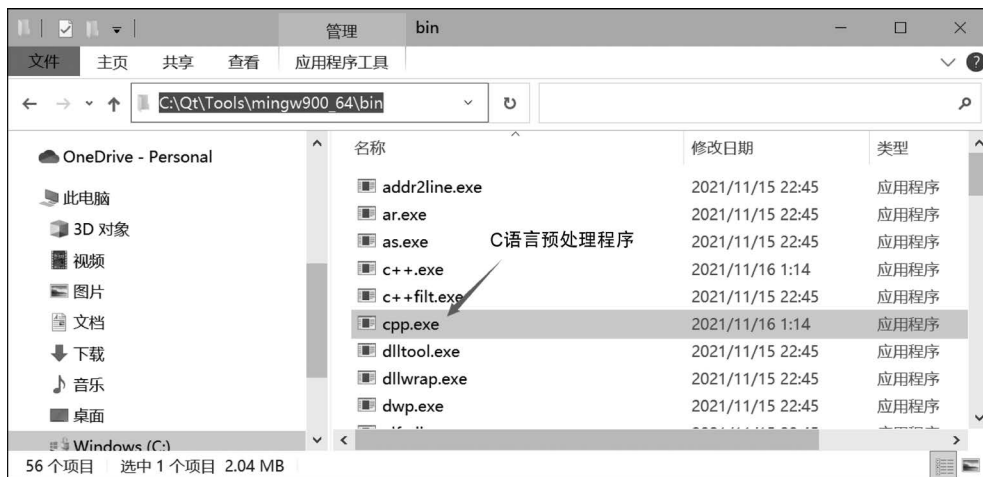 管理 bin
文件 主页 共享 查看 应用程序工具
C:\Qt\Tools\mingw900_64\bin
名称 修改日期 类型
OneDrive - Personal
此电脑
3D 对象
视频
图片
文档
下载
音乐
桌面
Windows (C:)
addr2line.exe 2021/11/15 22:45 应用程序
ar.exe 2021/11/15 22:45 应用程序
as.exe 2021/11/15 22:45 应用程序
C语言预处理程序
c++.exe 2021/11/16 1:14 应用程序
c++filt.exe 2021/11/15 22:45 应用程序
cpp.exe 2021/11/16 1:14 应用程序
dlltool.exe 2021/11/15 22:45 应用程序
dllwrap.exe 2021/11/15 22:45 应用程序
dwp.exe 2021/11/15 22:45 应用程序
56 个项目 选中 1 个项目 2.04 MB